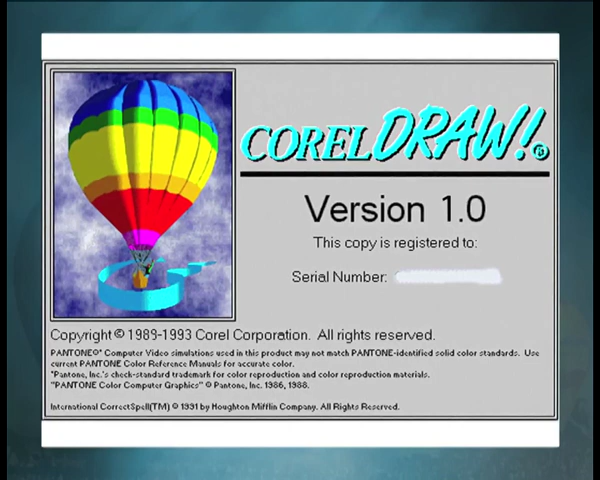 COREL DRAW!®
Version 1.0
This copy is registered to:
Serial Number:
Copyright © 1989-1993 Corel Corporation. All rights reserved.
PANTONE®* Computer Video simulations used in this product may not match PANTONE-identified solid color standards. Use
current PANTONE Color Reference Manuals for accurate color.
*Pantone, Inc.'s check-standard trademark for color reproduction and color reproduction materials.
"PANTONE Color Computer Graphics" © Pantone, Inc. 1986, 1988.
International CorrectSpell(TM) © 1991 by Houghton Mifflin Company. All Rights Reserved.